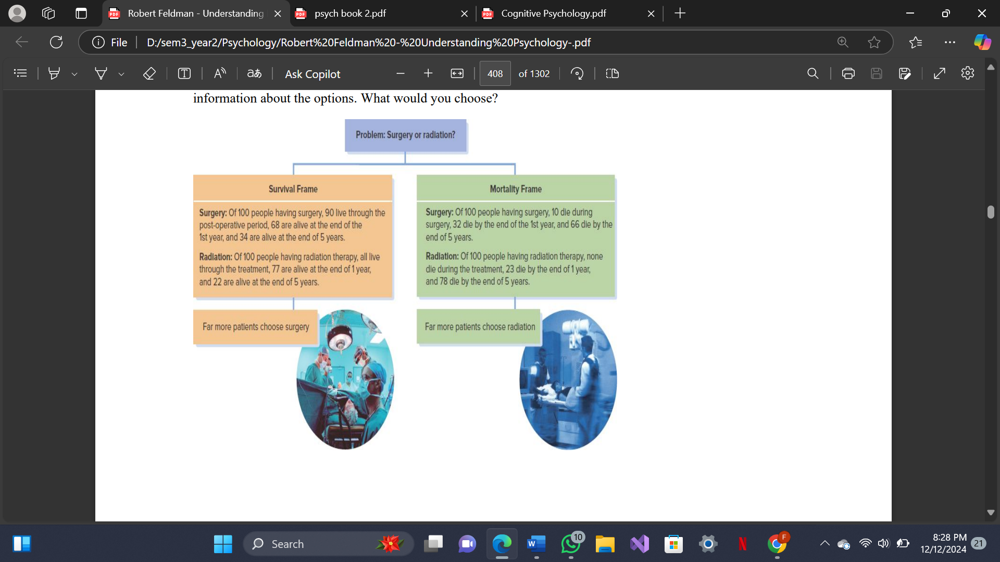 Robert Feldman - Understanding
psych book 2.pdf
Cognitive Psychology.pdf
File
D:/sem3_year2/Psychology/Robert%20Feldman%20-%20Understanding%20Psychology-.pdf
Ask Copilot
408
of 1302
information about the options. What would you choose?
Problem: Surgery or radiation?
Survival Frame
Surgery: Of 100 people having surgery, 90 live through the
post-operative period, 68 are alive at the end of the
1st year, and 34 are alive at the end of 5 years.
Radiation: Of 100 people having radiation therapy, all live
through the treatment, 77 are alive at the end of 1 year,
and 22 are alive at the end of 5 years.
Far more patients choose surgery
Mortality Frame
Surgery: Of 100 people having surgery, 10 die during
surgery, 32 die by the end of the 1st year, and 66 die by the
end of 5 years.
Radiation: Of 100 people having radiation therapy, none
die during the treatment, 23 die by the end of 1 year,
and 78 die by the end of 5 years.
Far more patients choose radiation
Search
10
F
8:28 PM
12/12/2024
21